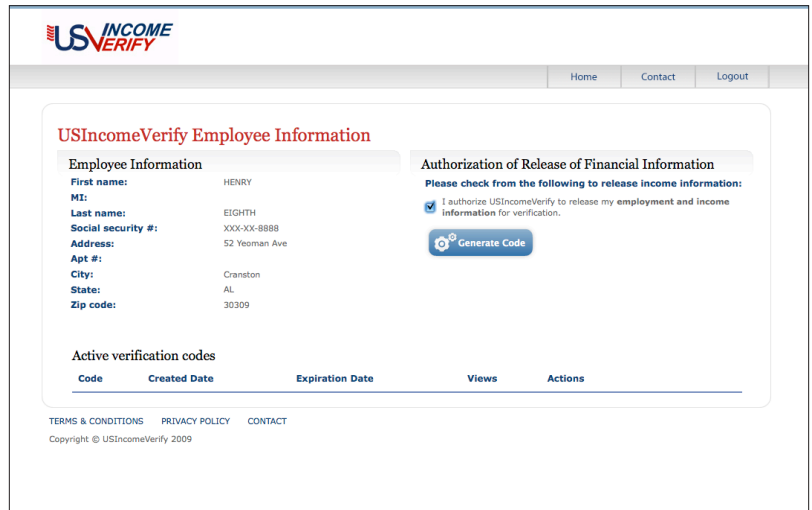 US INCOME
VERIFY
Home Contact Logout
USIncomeVerify Employee Information
Employee Information
First name: HENRY
MI:
Last name: EIGHTH
Social security #: XXX-XX-8888
Address: 52 Yeoman Ave
Apt #:
City: Cranston
State: AL
Zip code: 30309
Authorization of Release of Financial Information
Please check from the following to release income information:
I authorize USIncomeVerify to release my employment and income
information for verification.
Generate Code
Active verification codes
Code Created Date Expiration Date Views Actions
TERMS & CONDITIONS PRIVACY POLICY CONTACT
Copyright © USIncomeVerify 2009